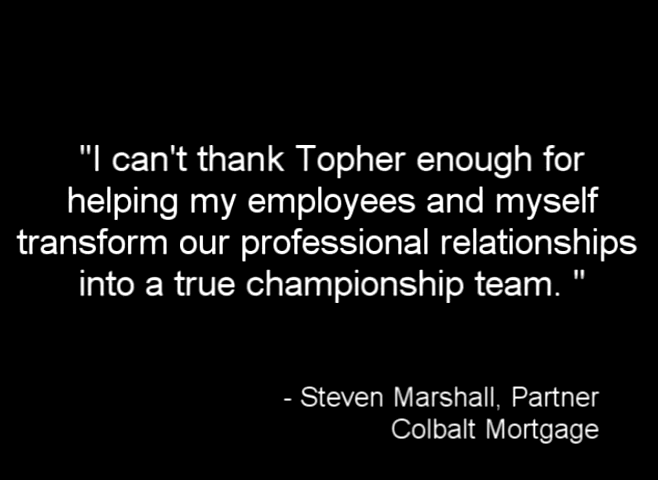 "I can't thank Topher enough for
helping my employees and myself
transform our professional relationships
into a true championship team. "
- Steven Marshall, Partner
Colbalt Mortgage